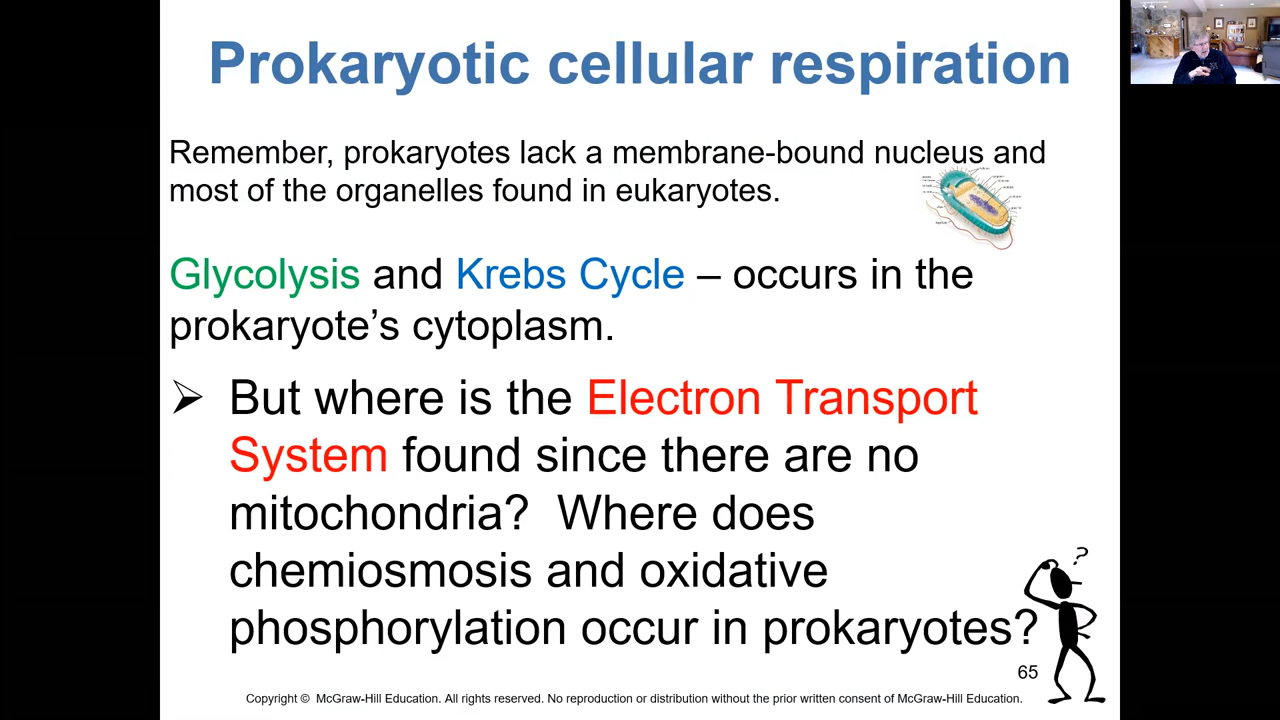 Prokaryotic cellular respiration
Remember, prokaryotes lack a membrane-bound nucleus and
most of the organelles found in eukaryotes.
Glycolysis and Krebs Cycle – occurs in the
prokaryote’s cytoplasm.
➢ But where is the Electron Transport
System found since there are no
mitochondria?  Where does
chemiosmosis and oxidative
phosphorylation occur in prokaryotes?
?
65
Copyright ©  McGraw-Hill Education. All rights reserved. No reproduction or distribution without the prior written consent of McGraw-Hill Education.